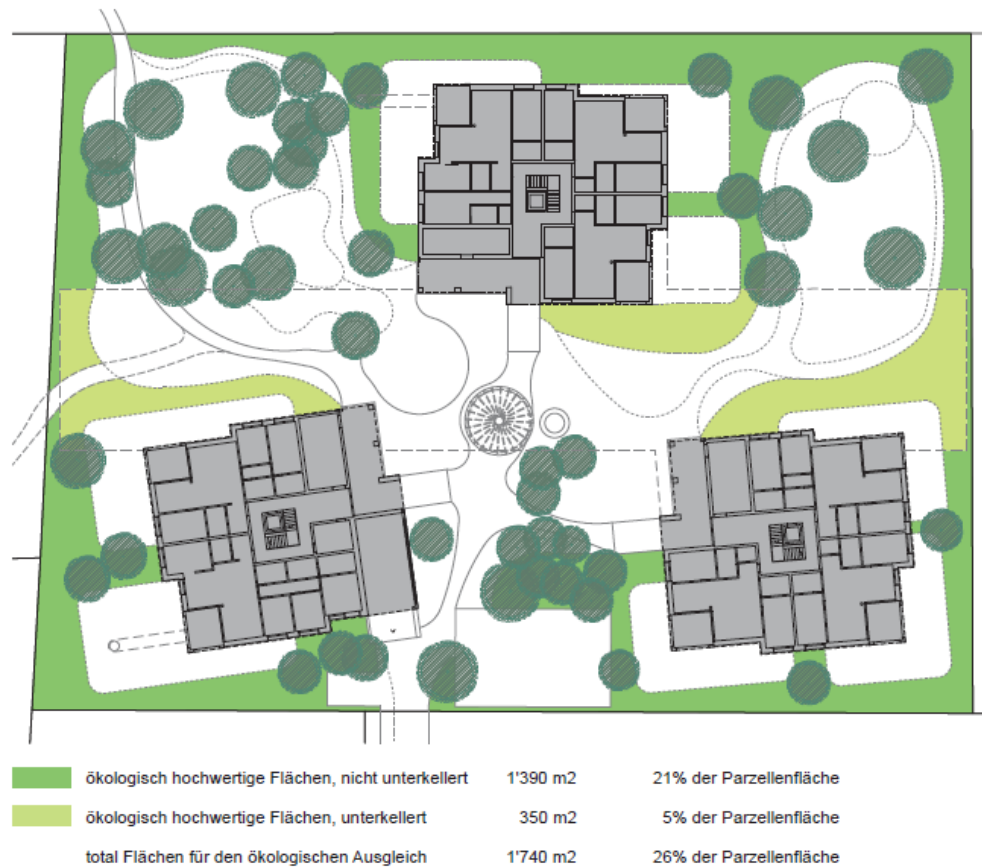 ökologisch hochwertige Flächen, nicht unterkellert 1'390 m2 21% der Parzellenfläche
ökologisch hochwertige Flächen, unterkellert 350 m2 5% der Parzellenfläche
total Flächen für den ökologischen Ausgleich 1'740 m2 26% der Parzellenfläche